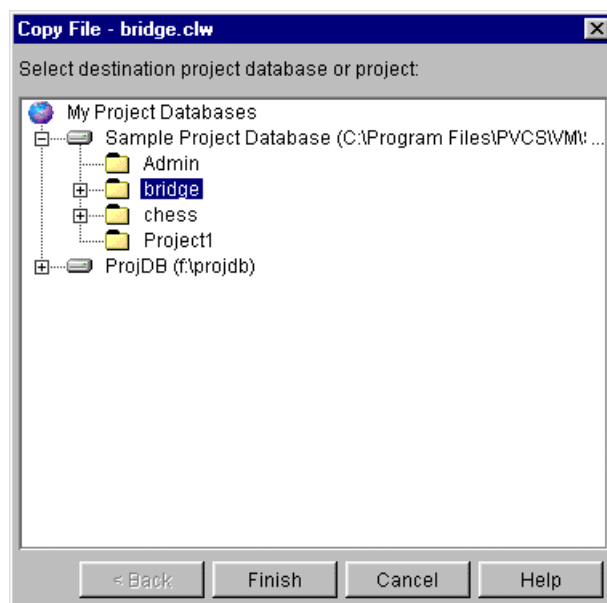 Copy File - bridge.clw
Select destination project database or project:
My Project Databases
Sample Project Database (C:\Program Files\PVCS\VM\ ...
Admin
bridge
chess
Project1
ProjDB (f:\projdb)
< Back Finish Cancel Help